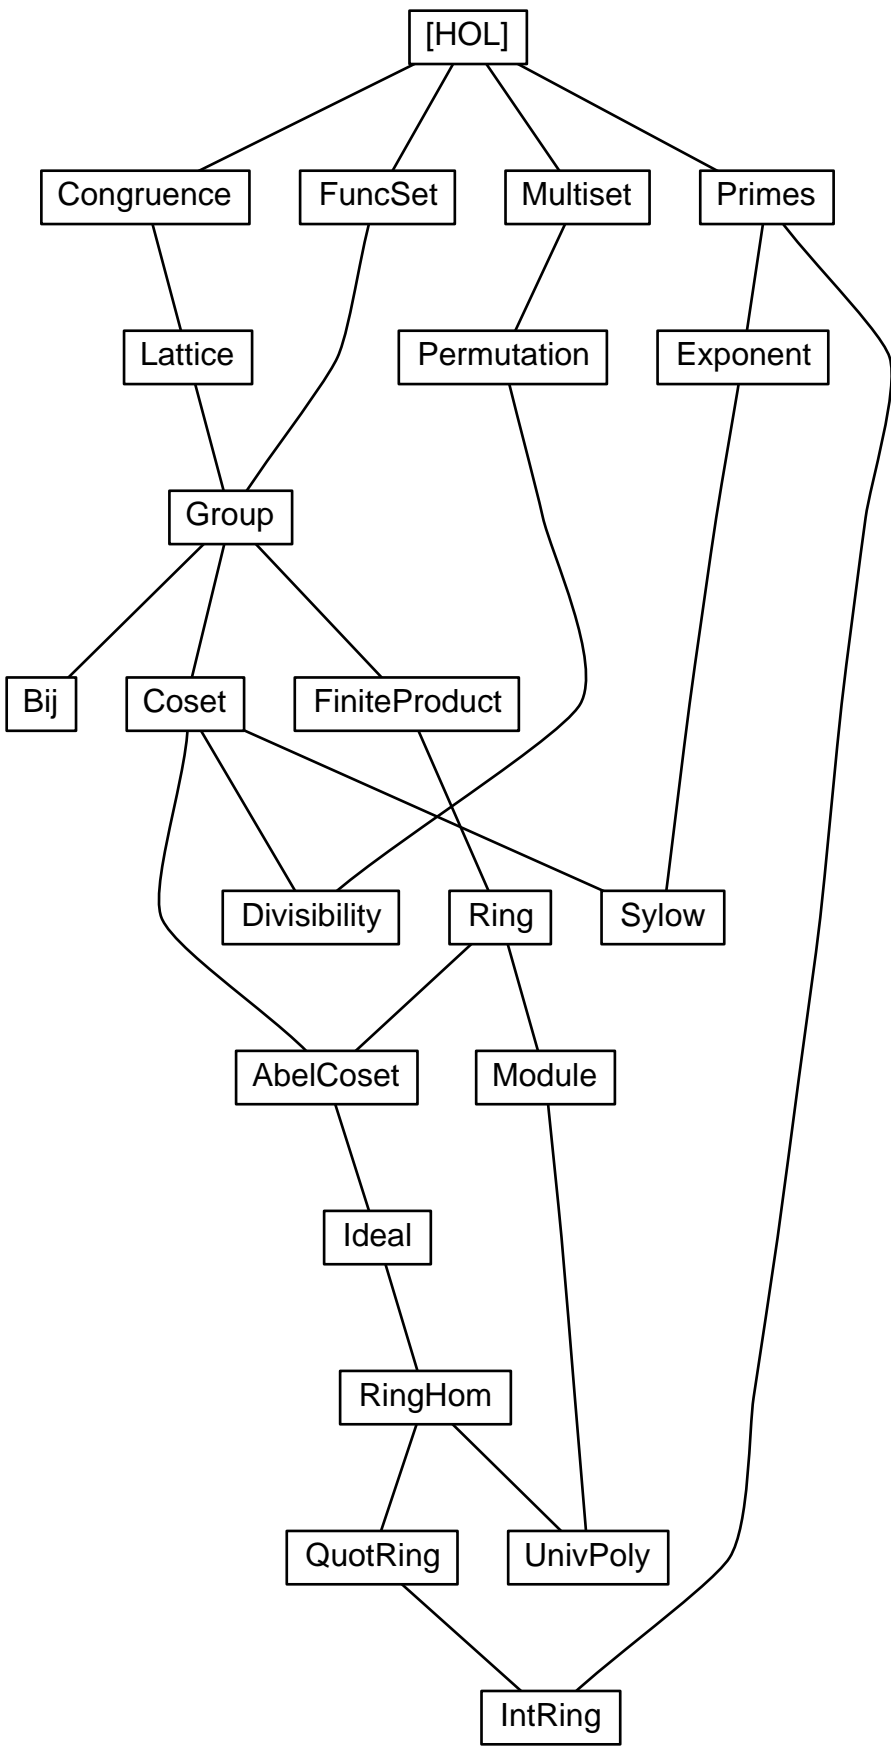 [HOL]
Congruence
FuncSet
Multiset
Primes
Lattice
Permutation
Exponent
Group
Bij
Coset
FiniteProduct
Divisibility
Ring
Sylow
AbelCoset
Module
Ideal
RingHom
QuotRing
UnivPoly
IntRing